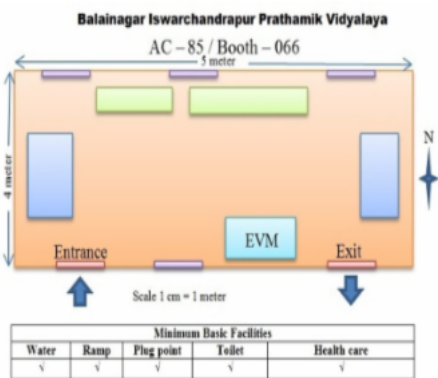 Balainagar Iswarchandrapur Prathamik Vidyalaya
AC – 85 / Booth – 066
5 meter
4 meter
N
EVM
Entrance
Exit
Scale 1 cm = 1 meter
Minimum Basic Facilities
Water Ramp Plug point Toilet Health care
√ √ √ √ √